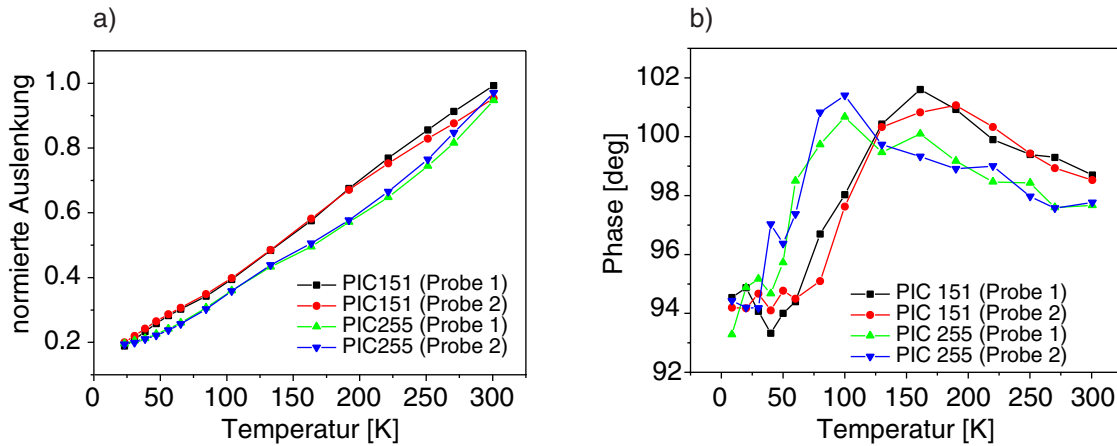 a)
normierte Auslenkung
1.0
0.8
0.6
0.4
0.2
PIC151 (Probe 1)
PIC151 (Probe 2)
PIC255 (Probe 1)
PIC255 (Probe 2)
0 50 100 150 200 250 300
Temperatur [K]
b)
Phase [deg]
102
100
98
96
94
92
PIC 151 (Probe 1)
PIC 151 (Probe 2)
PIC 255 (Probe 1)
PIC 255 (Probe 2)
0 50 100 150 200 250 300
Temperatur [K]